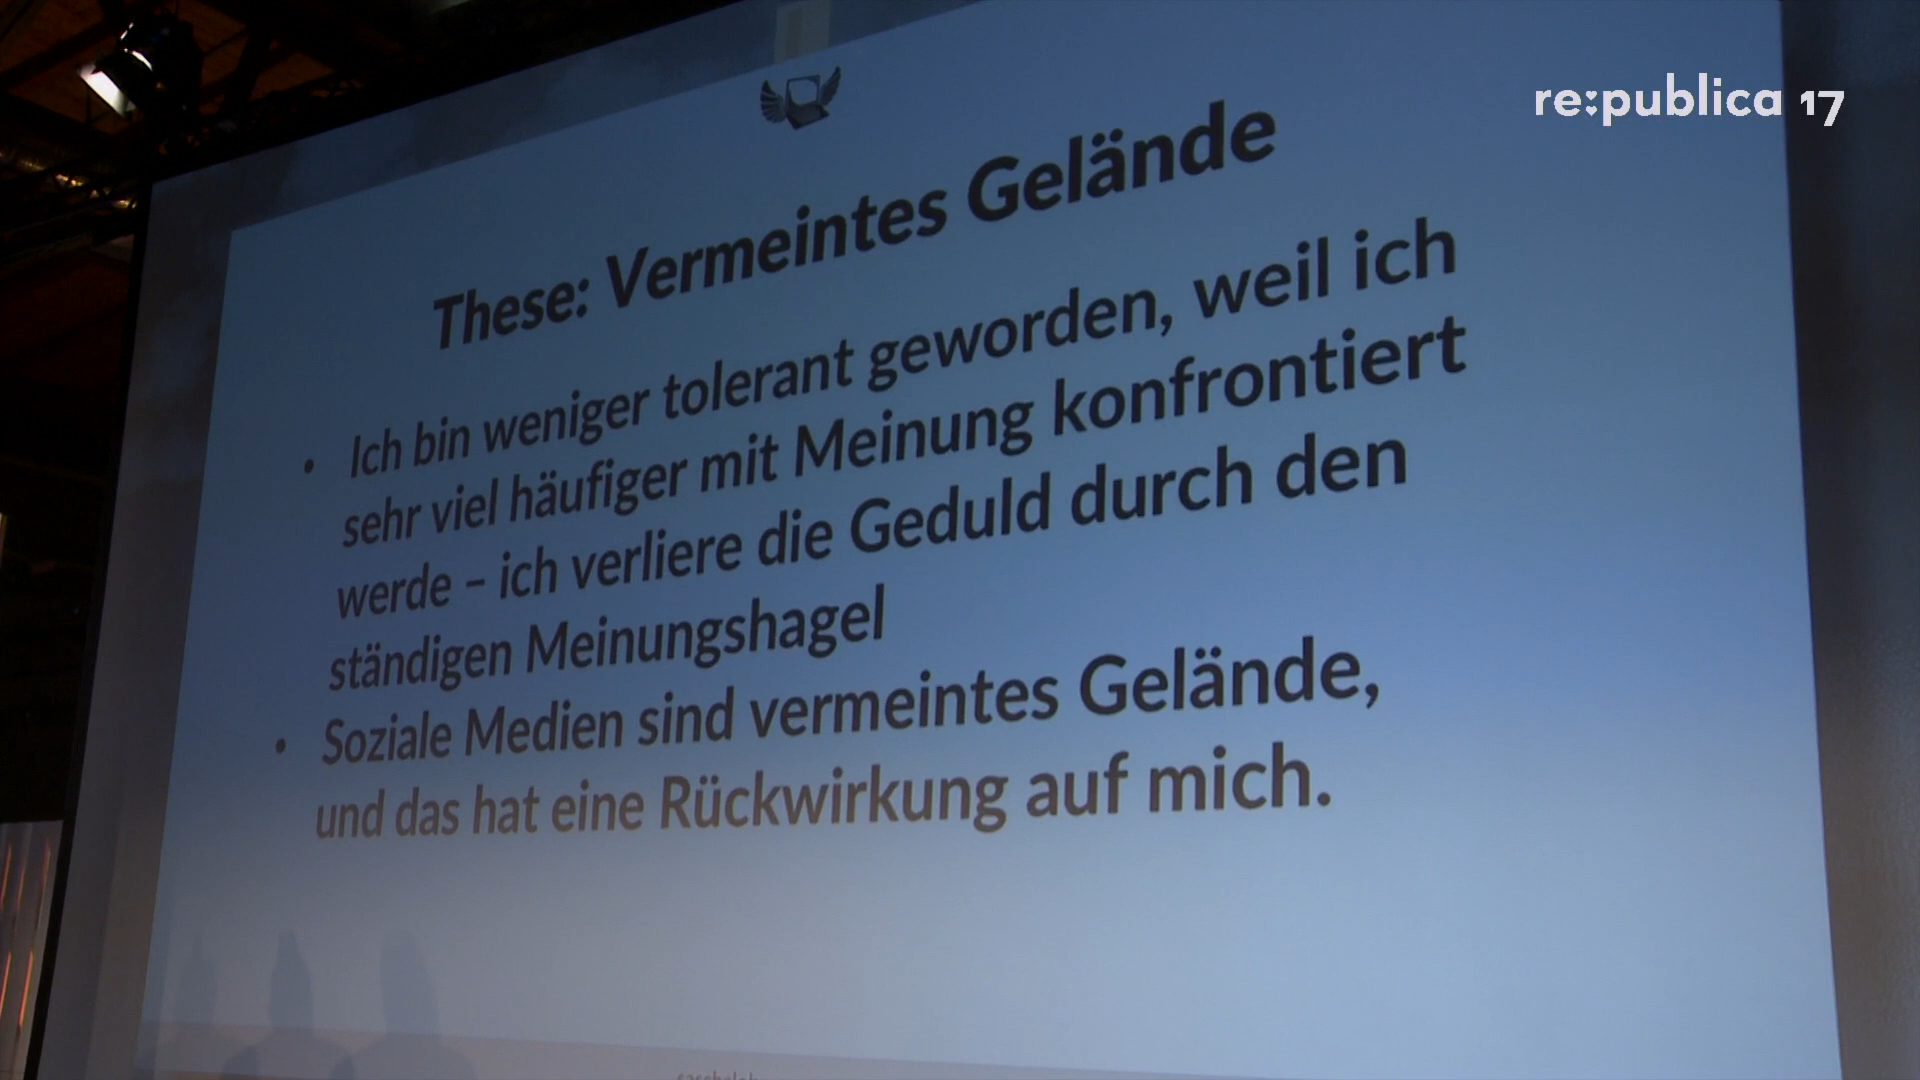 re:publica 17
These: Vermeintes Gelände
• Ich bin weniger tolerant geworden, weil ich
sehr viel häufiger mit Meinung konfrontiert
werde – ich verliere die Geduld durch den
ständigen Meinungshagel
• Soziale Medien sind vermeintes Gelände,
und das hat eine Rückwirkung auf mich.